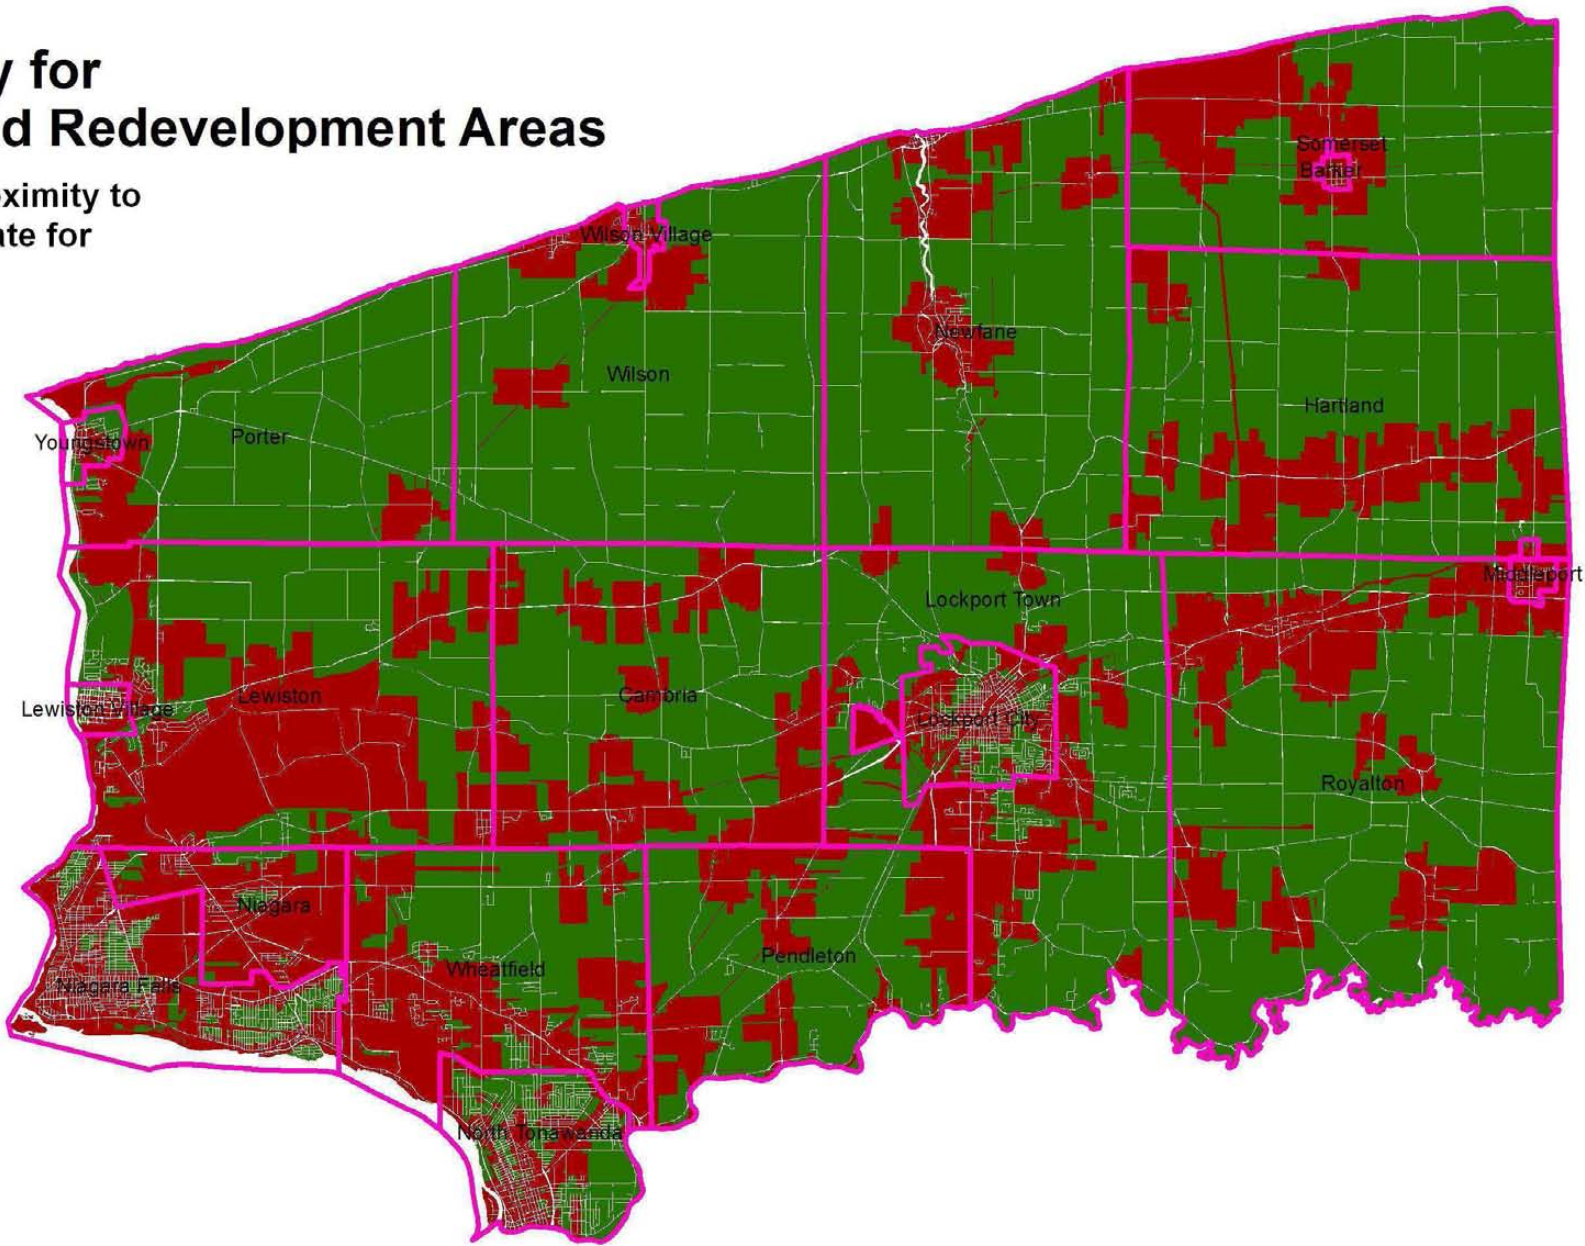 y for
d Redevelopment Areas
ximity to
ate for
Somerset
Barker
Wilson Village
Newfane
Wilson
Hartland
Youngstown
Porter
Middleport
Lockport Town
Lewiston
Cambria
Lewiston Village
Lockport City
Royalton
Niagara
Pendleton
Wheatfield
Niagara Falls
North Tonawanda